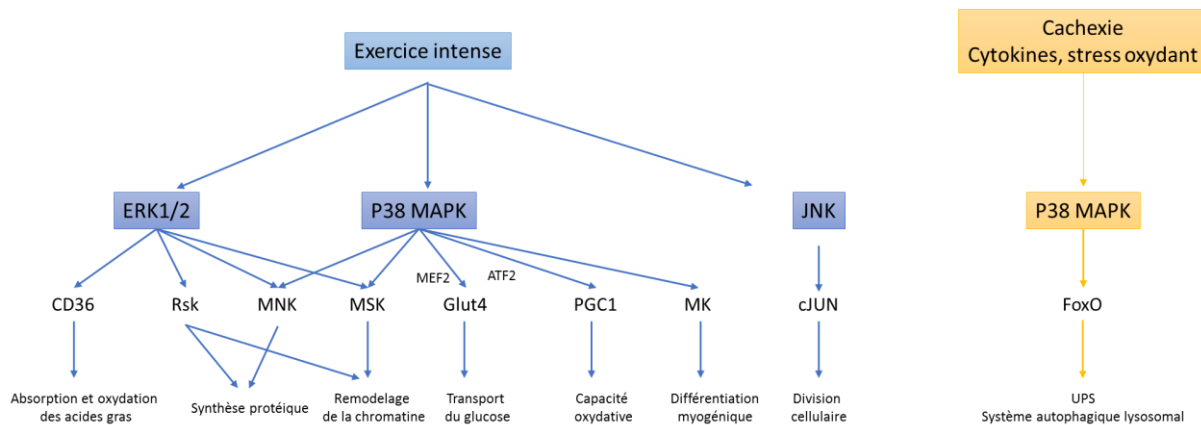 Exercice intense
Cachexie
Cytokines, stress oxydant
ERK1/2
P38 MAPK
JNK
P38 MAPK
MEF2
ATF2
CD36
Rsk
MNK
MSK
Glut4
PGC1
MK
cJUN
FoxO
Absorption et oxydation
des acides gras
Synthèse protéique
Remodelage
de la chromatine
Transport
du glucose
Capacité
oxydative
Différentiation
myogénique
Division
cellulaire
UPS
Système autophagique lysosomal